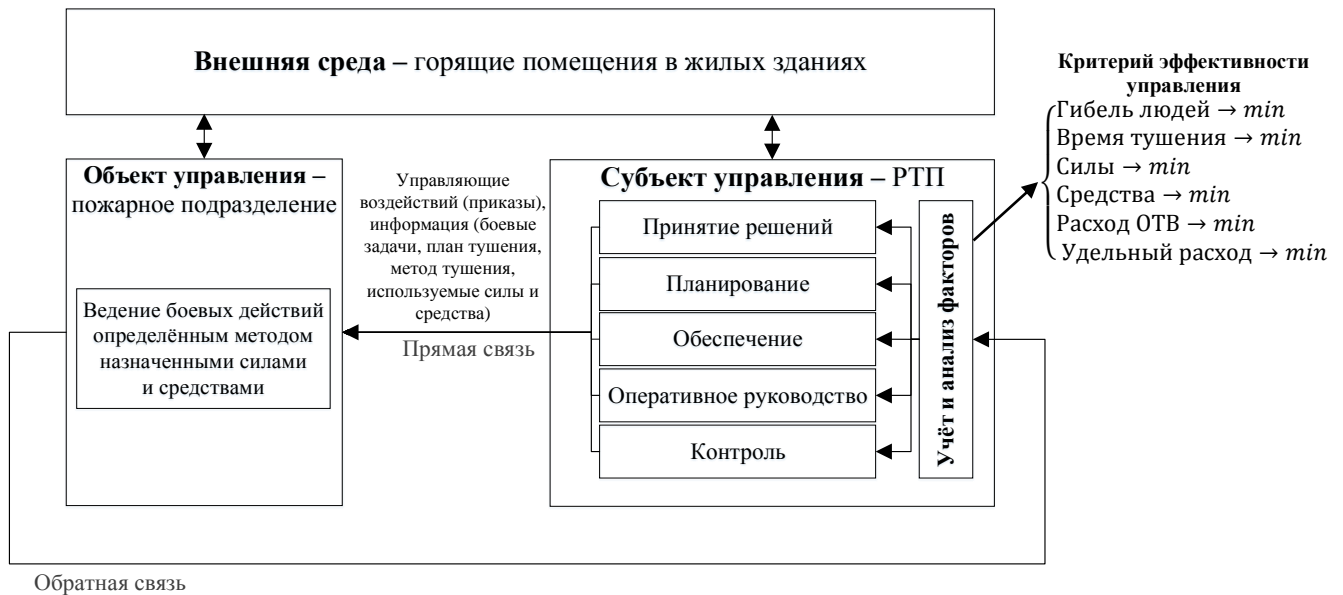 Внешняя среда – горящие помещения в жилых зданиях
Критерий эффективности
управления
Гибель людей → min
Время тушения → min
Силы → min
Средства → min
Расход ОТВ → min
Удельный расход → min
Объект управления –
пожарное подразделение
Ведение боевых действий
определённым методом
назначенными силами
и средствами
Управляющие
воздействий (приказы),
информация (боевые
задачи, план тушения,
метод тушения,
используемые силы и
средства)
Прямая связь
Субъект управления – РТП
Принятие решений
Планирование
Обеспечение
Оперативное руководство
Контроль
Учёт и анализ факторов
Обратная связь